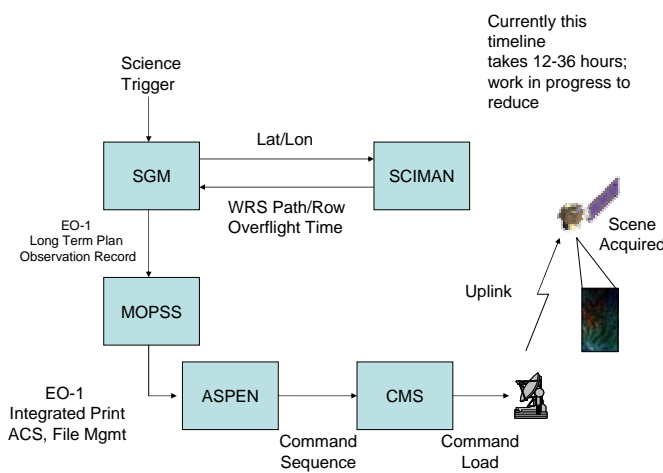 Currently this
timeline
takes 12-36 hours;
work in progress to
reduce
Science
Trigger
SGM
Lat/Lon
SCIMAN
WRS Path/Row
Overflight Time
EO-1
Long Term Plan
Observation Record
Scene
Acquired
Uplink
MOPSS
EO-1
Integrated Print
ACS, File Mgmt
ASPEN
Command
Sequence
CMS
Command
Load